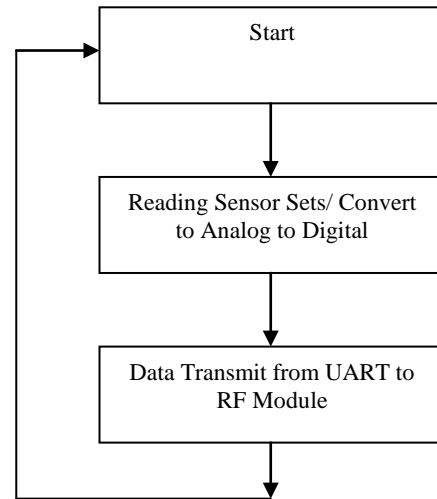 Start
Reading Sensor Sets/ Convert
to Analog to Digital
Data Transmit from UART to
RF Module